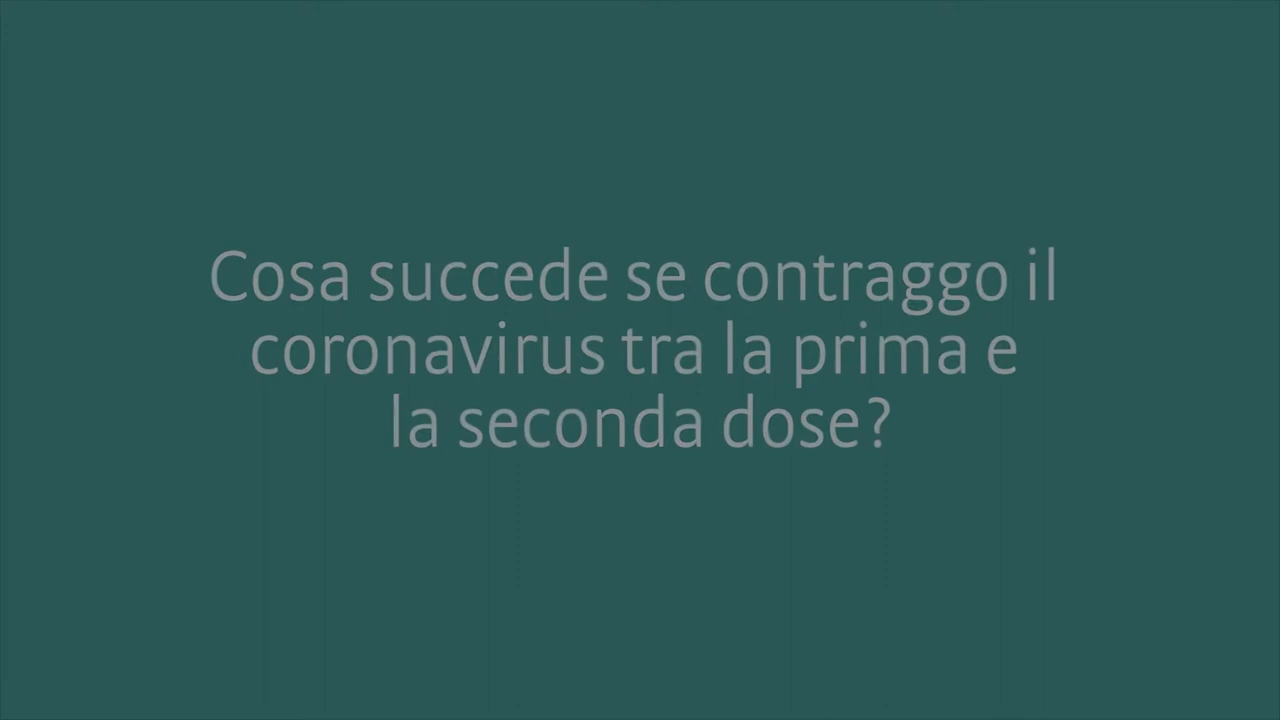 Cosa succede se contraggo il
coronavirus tra la prima e
la seconda dose?